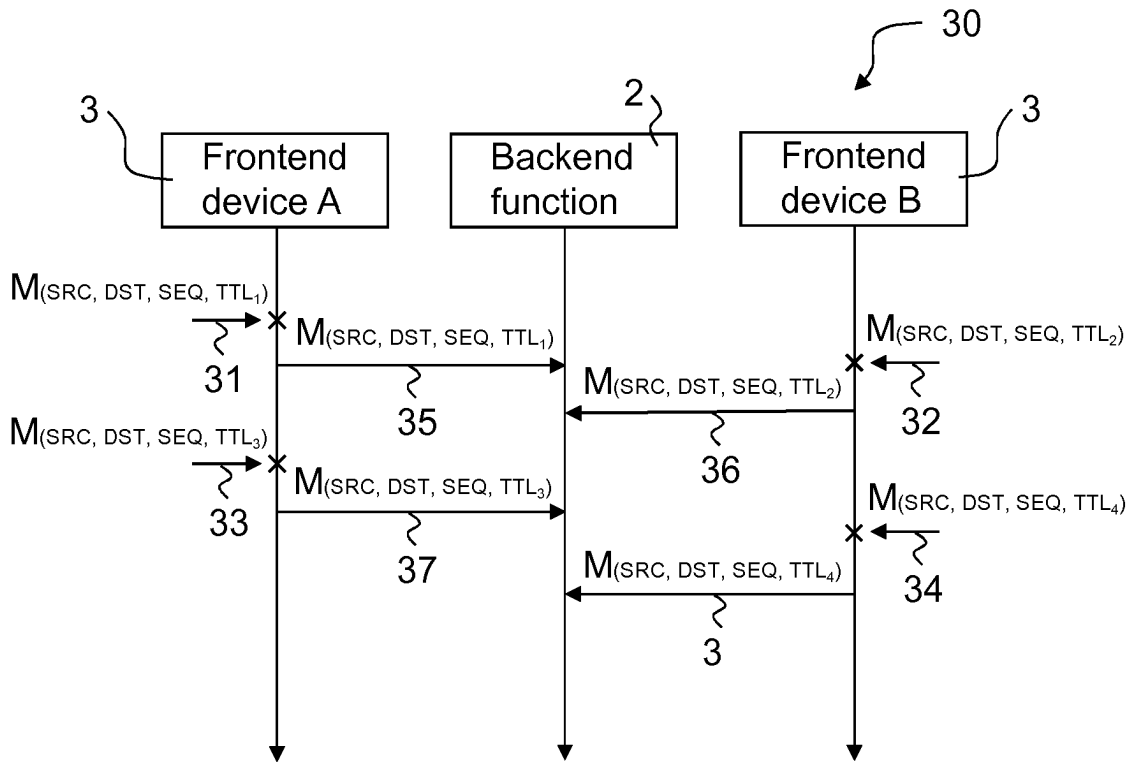 30
3
2
3
Frontend
device A
Backend
function
Frontend
device B
M(SRC, DST, SEQ, TTL₁)
31
M(SRC, DST, SEQ, TTL₁)
35
M(SRC, DST, SEQ, TTL₂)
32
M(SRC, DST, SEQ, TTL₂)
36
M(SRC, DST, SEQ, TTL₃)
33
M(SRC, DST, SEQ, TTL₃)
37
M(SRC, DST, SEQ, TTL₄)
34
M(SRC, DST, SEQ, TTL₄)
3